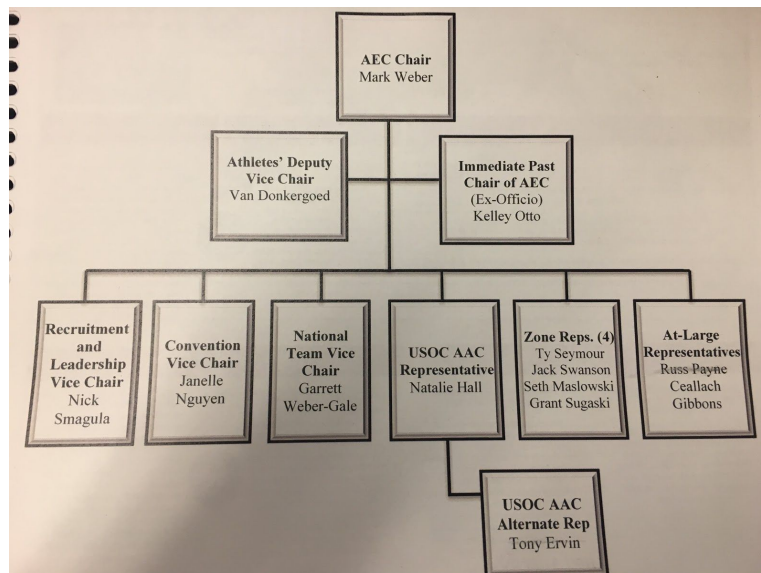 AEC Chair
Mark Weber
Athletes' Deputy
Vice Chair
Van Donkergoed
Immediate Past
Chair of AEC
(Ex-Officio)
Kelley Otto
Recruitment
and
Leadership
Vice Chair
Nick
Smagula
Convention
Vice Chair
Janelle
Nguyen
National
Team Vice
Chair
Garrett
Weber-Gale
USOC AAC
Representative
Natalie Hall
Zone Reps. (4)
Ty Seymour
Jack Swanson
Seth Maslowski
Grant Sugaski
At-Large
Representatives
Russ Payne
Ceallach
Gibbons
USOC AAC
Alternate Rep
Tony Ervin